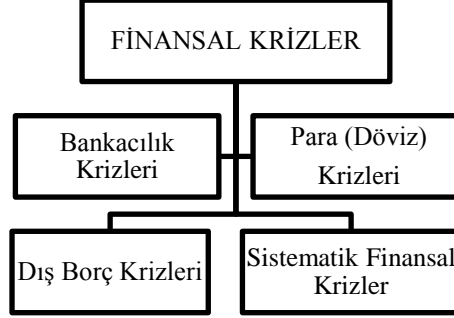 FİNANSAL KRİZLER
Bankacılık
Krizleri
Para (Döviz)
Krizleri
Dış Borç Krizleri
Sistematik Finansal
Krizler